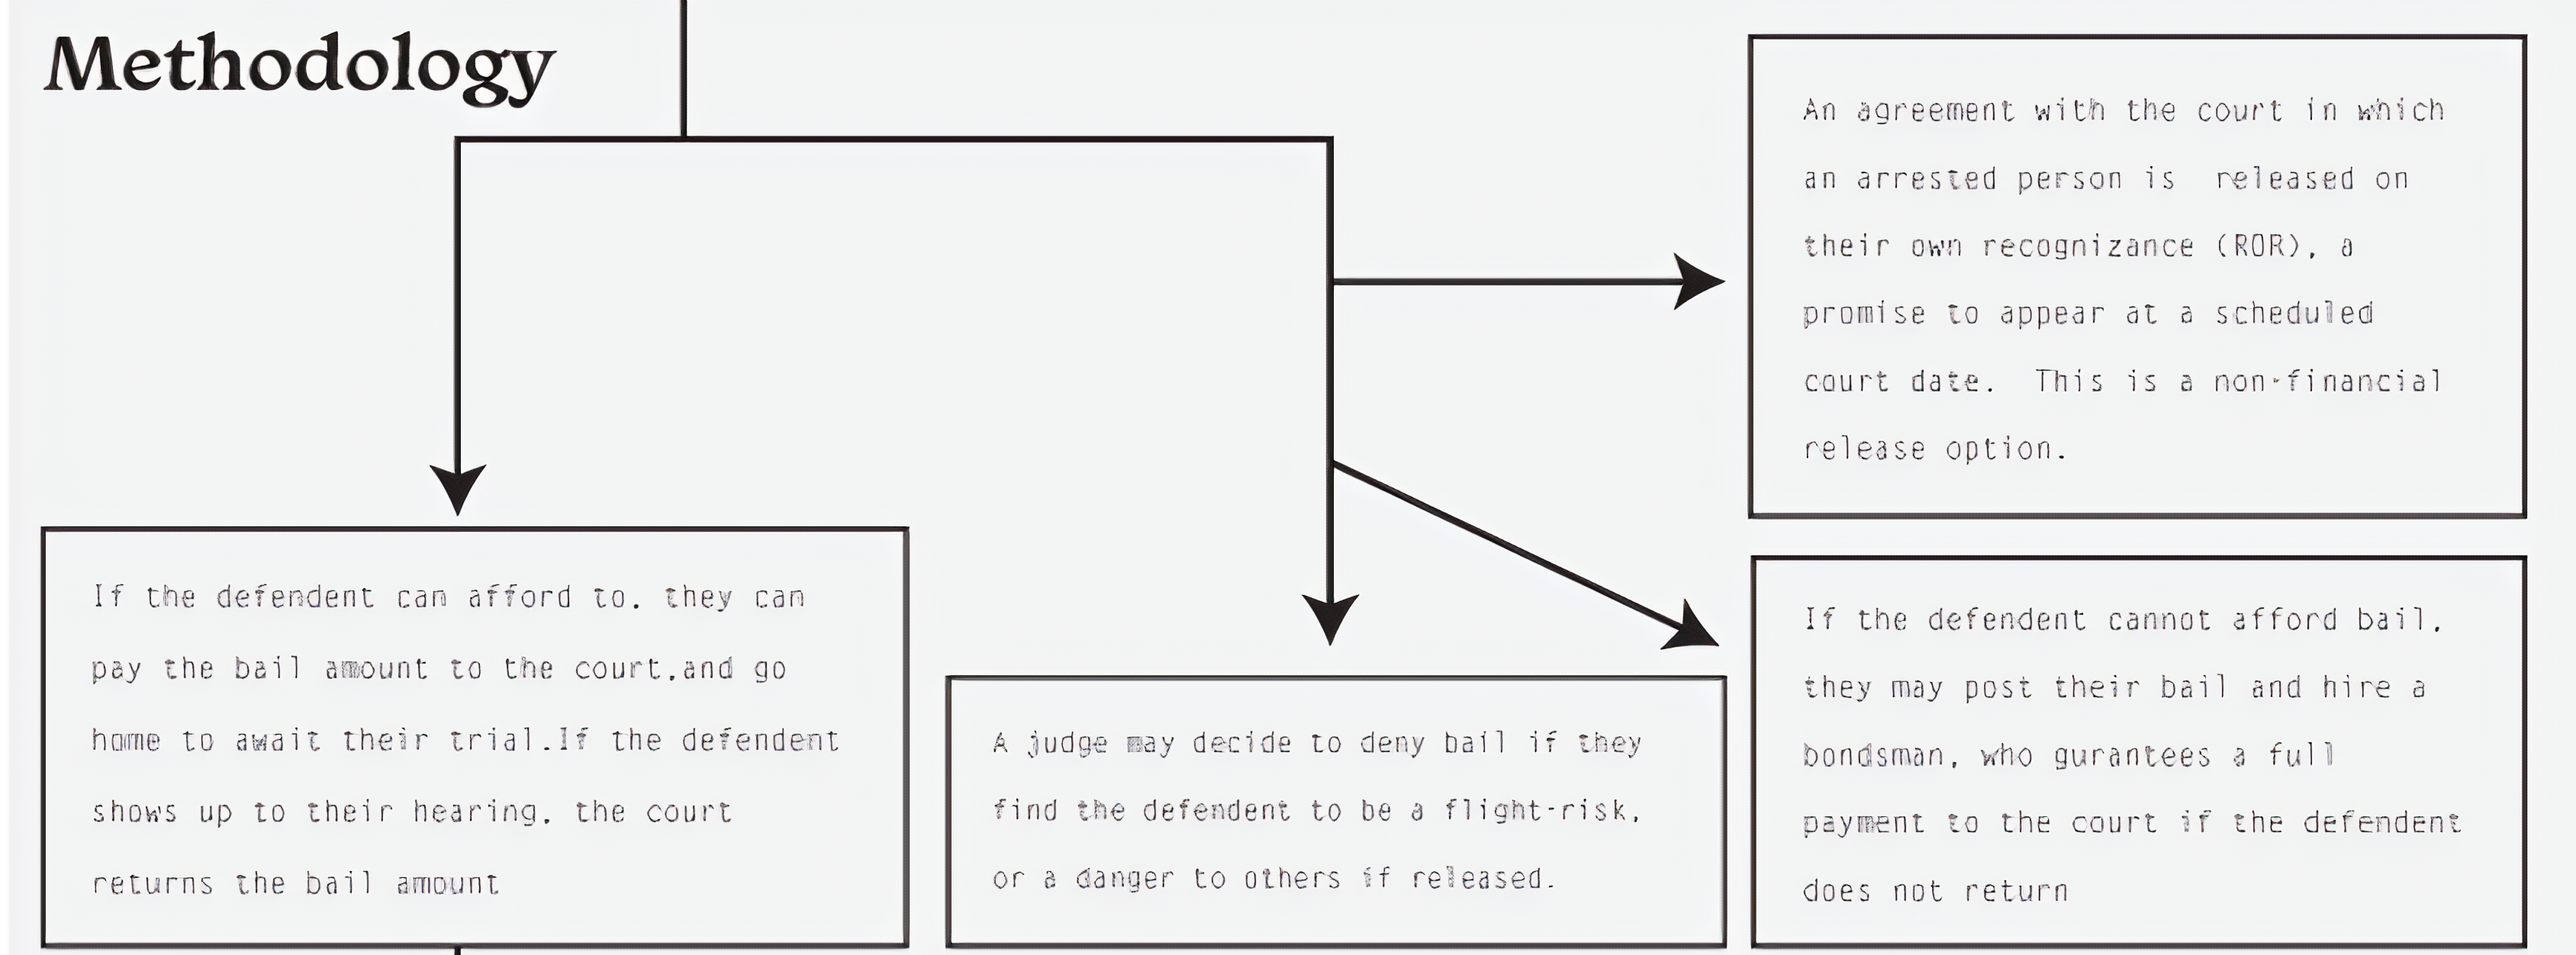 Methodology
An agreement with the court in which
an arrested person is  released on
their own recognizance (ROR), a
promise to appear at a scheduled
court date.  This is a non-financial
release option.
If the defendent can afford to, they can
pay the bail amount to the court,and go
home to await their trial.If the defendent
shows up to their hearing, the court
returns the bail amount
A judge may decide to deny bail if they
find the defendent to be a flight-risk,
or a danger to others if released.
If the defendent cannot afford bail,
they may post their bail and hire a
bondsman, who gurantees a full
payment to the court if the defendent
does not return